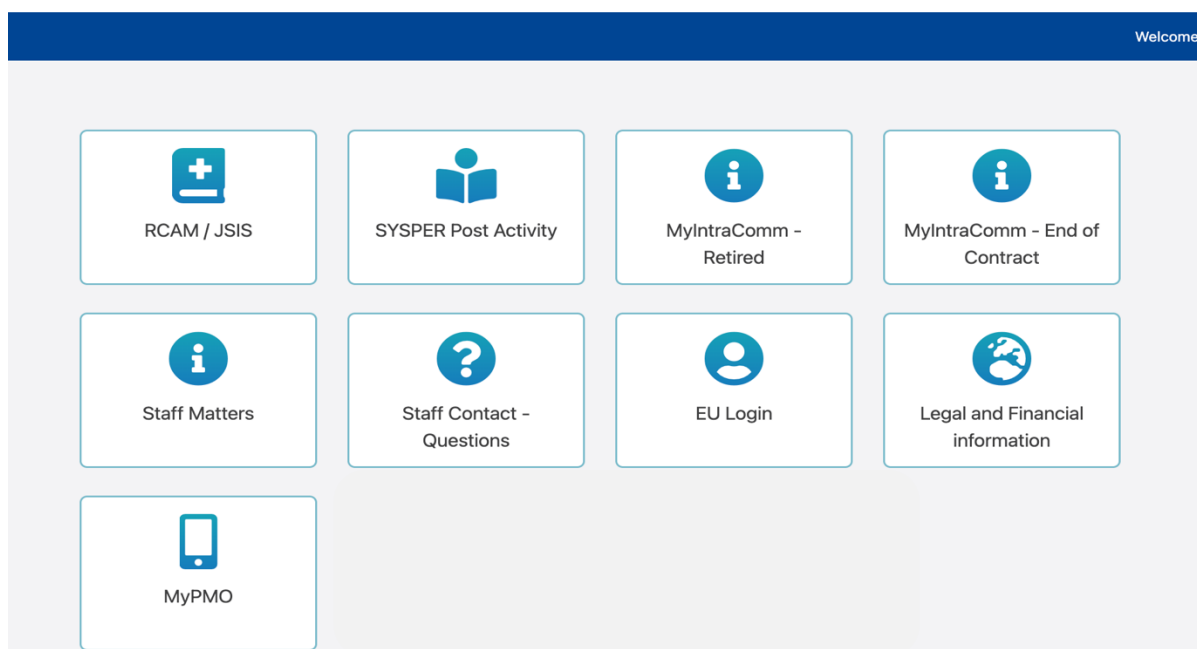 Welcome
RCAM / JSIS
SYSPER Post Activity
MyIntraComm -
Retired
MyIntraComm - End of
Contract
Staff Matters
Staff Contact -
Questions
EU Login
Legal and Financial
information
MyPMO